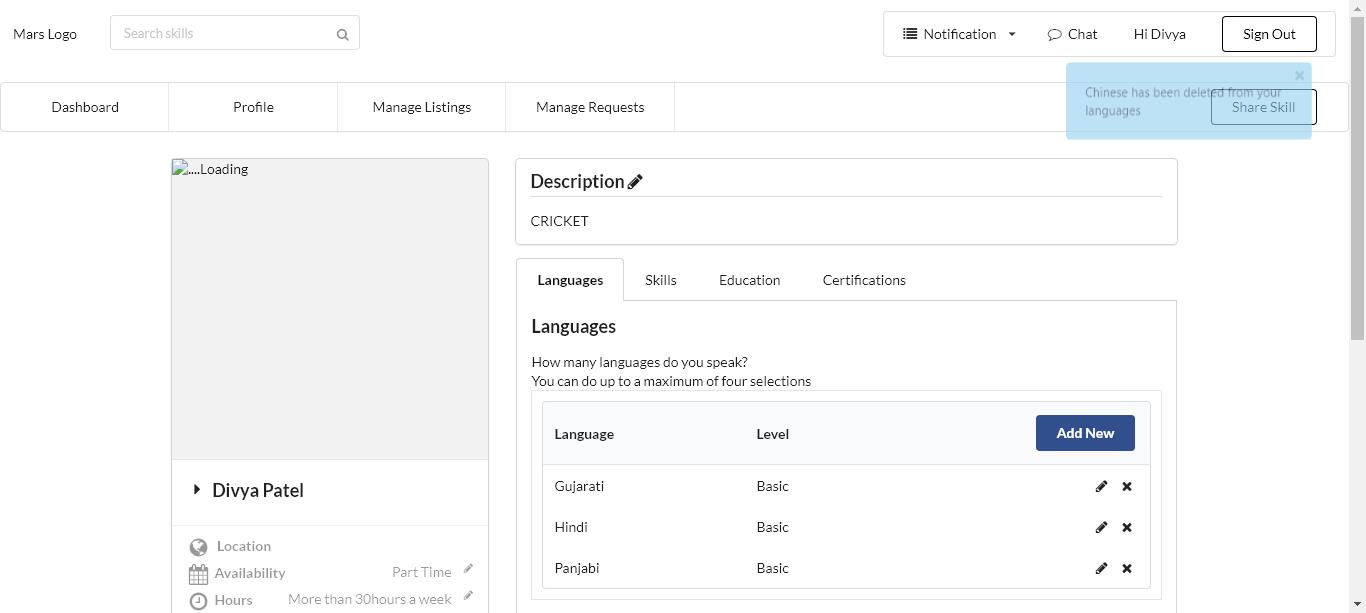 Mars Logo
Search skills
Notification
Chat
Hi Divya
Sign Out
Chinese has been deleted from your
languages
Dashboard
Profile
Manage Listings
Manage Requests
Share Skill
....Loading
Description
CRICKET
Languages
Skills
Education
Certifications
Languages
How many languages do you speak?
You can do up to a maximum of four selections
Language Level Add New
Gujarati Basic
Hindi Basic
Panjabi Basic
Divya Patel
Location
Availability Part Time
Hours More than 30hours a week